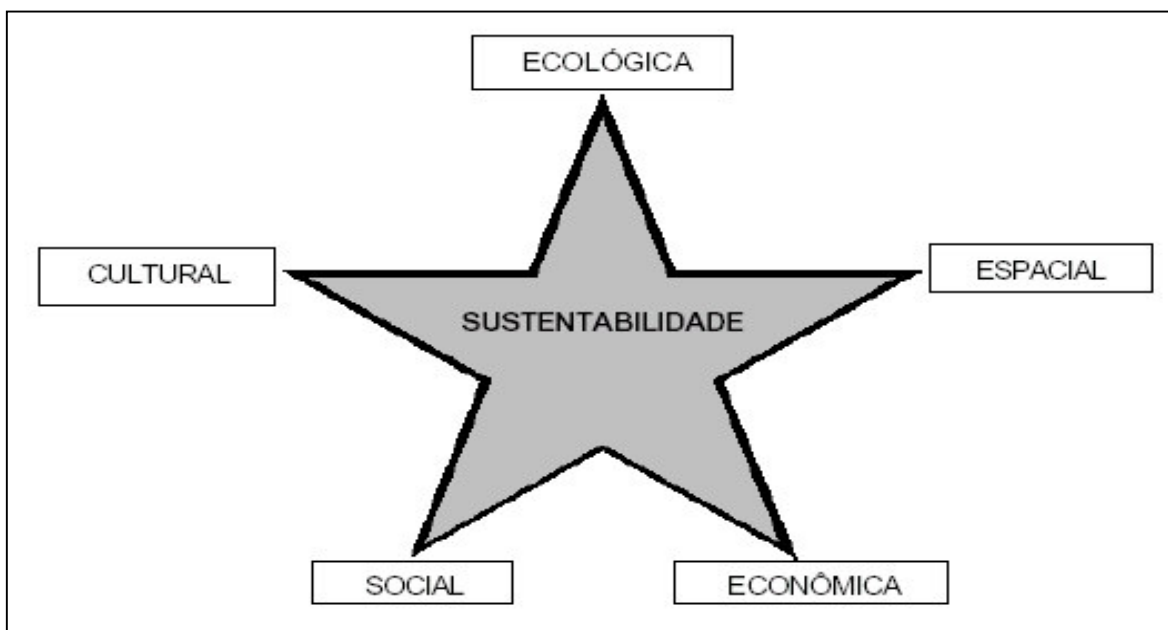 ECOLÓGICA
CULTURAL
ESPACIAL
SUSTENTABILIDADE
SOCIAL
ECONÔMICA